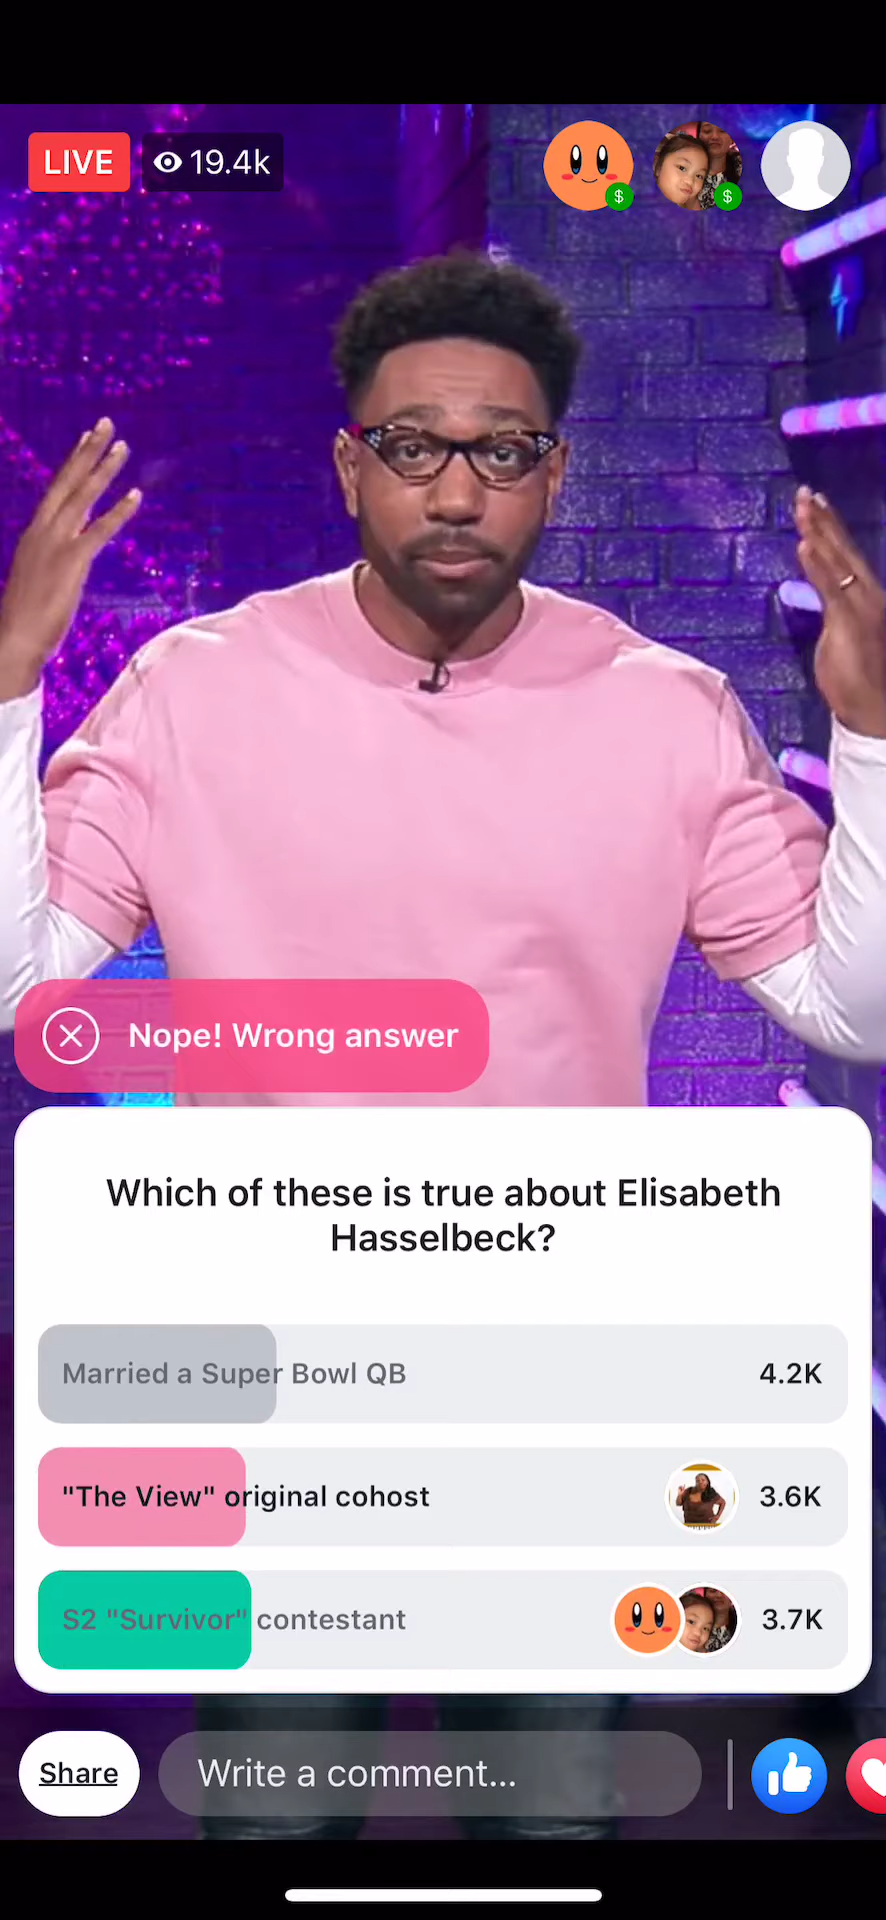 LIVE 19.4k
$ $
Nope! Wrong answer
Which of these is true about Elisabeth
Hasselbeck?
Married a Super Bowl QB 4.2K
"The View" original cohost 3.6K
S2 "Survivor" contestant 3.7K
Share Write a comment...